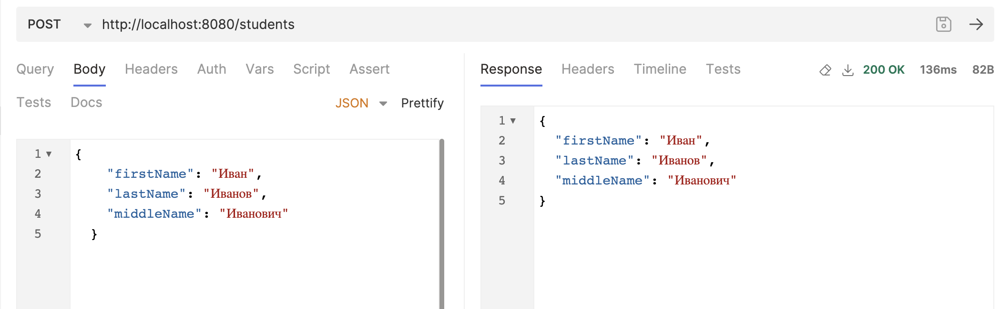 POST http://localhost:8080/students
Query Body Headers Auth Vars Script Assert
Tests Docs JSON Prettify
1 {
2 "firstName": "Иван",
3 "lastName": "Иванов",
4 "middleName": "Иванович"
5 }
Response Headers Timeline Tests 200 OK 136ms 82B
1 {
2 "firstName": "Иван",
3 "lastName": "Иванов",
4 "middleName": "Иванович"
5 }